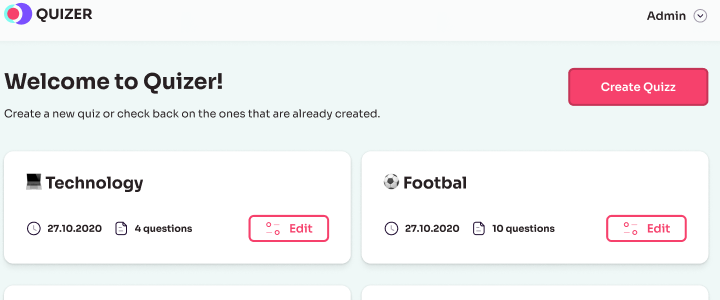 QUIZER
Admin
Welcome to Quizer!
Create Quizz
Create a new quiz or check back on the ones that are already created.
Technology
27.10.2020
4 questions
Edit
Footbal
27.10.2020
10 questions
Edit